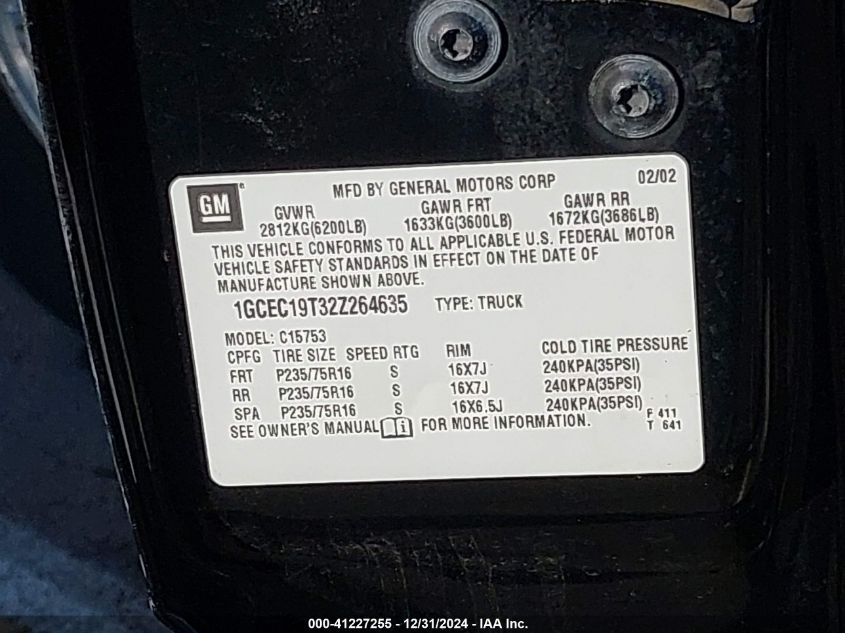 GM
MFD BY GENERAL MOTORS CORP 02/02
GVWR GAWR FRT GAWR RR
2812KG(6200LB) 1633KG(3600LB) 1672KG(3686LB)
THIS VEHICLE CONFORMS TO ALL APPLICABLE U.S. FEDERAL MOTOR
VEHICLE SAFETY STANDARDS IN EFFECT ON THE DATE OF
MANUFACTURE SHOWN ABOVE.
1GCEC19T32Z264635 TYPE: TRUCK
MODEL: C15753
CPFG TIRE SIZE SPEED RTG RIM COLD TIRE PRESSURE
FRT P235/75R16 S 16X7J 240KPA(35PSI)
RR P235/75R16 S 16X7J 240KPA(35PSI)
SPA P235/75R16 S 16X6.5J 240KPA(35PSI)
SEE OWNER'S MANUAL i FOR MORE INFORMATION.
F 411
T 641
000-41227255 - 12/31/2024 - IAA Inc.